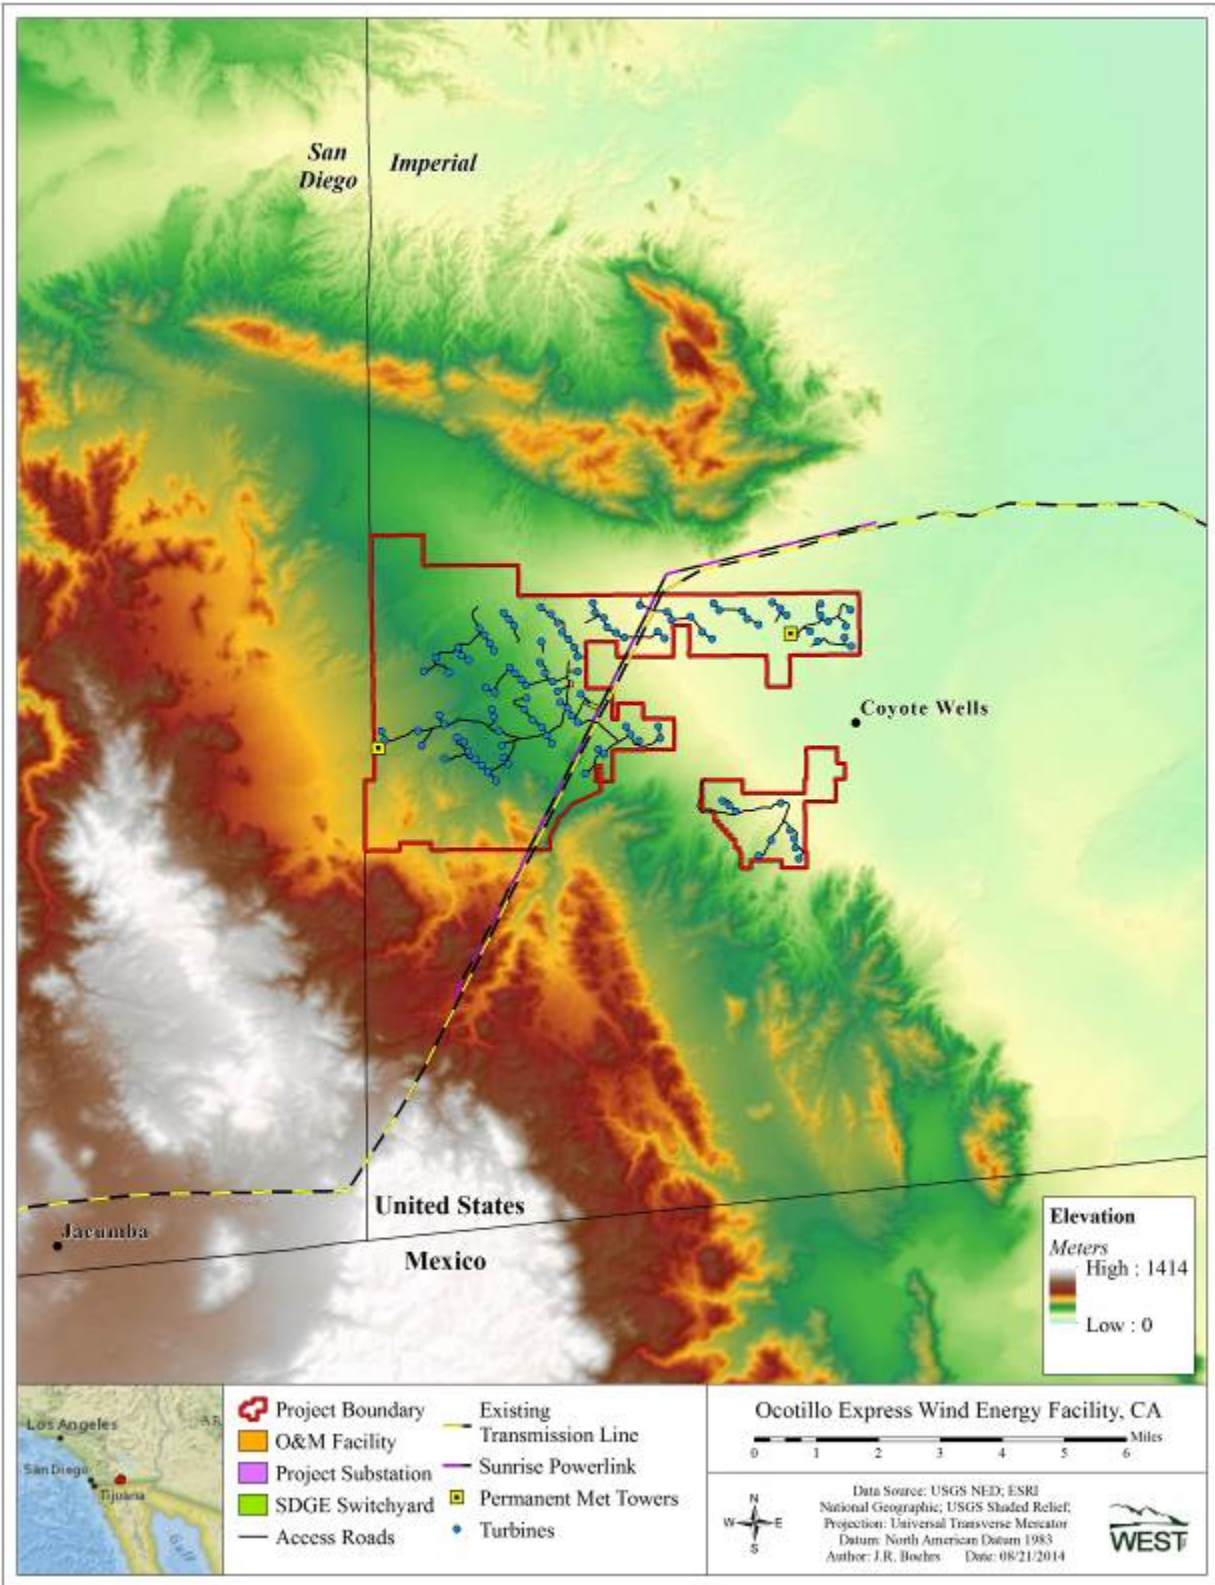 San
Diego
Imperial
Coyote Wells
United States
Jacumba
Mexico
Elevation
Meters
High : 1414
Low : 0
Los Angeles
San Diego
Tijuana
Gulf
Project Boundary
O&M Facility
Project Substation
SDGE Switchyard
Access Roads
Existing
Transmission Line
Sunrise Powerlink
Permanent Met Towers
Turbines
Ocotillo Express Wind Energy Facility, CA
Miles
0 1 2 3 4 5 6
N
W E
S
Data Source: USGS NED; ESRI
National Geographic; USGS Shaded Relief;
Projection: Universal Transverse Mercator
Datum: North American Datum 1983
Author: J.R. Boehrs Date: 08/21/2014
WEST